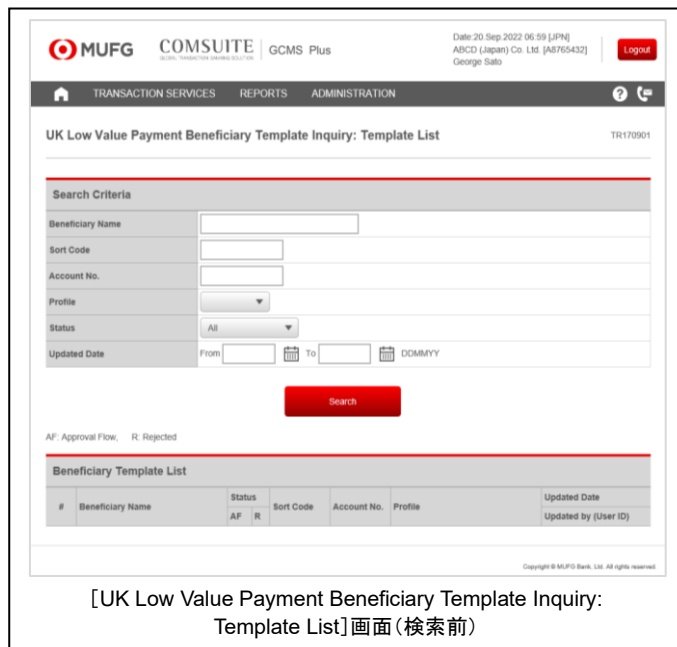 MUFG COMSUITE GCMS Plus
GLOBAL TRANSACTION BANKING SOLUTION
Date:20.Sep.2022 06:59 [JPN]
ABCD (Japan) Co. Ltd. [A8765432]
George Sato
Logout
TRANSACTION SERVICES REPORTS ADMINISTRATION
UK Low Value Payment Beneficiary Template Inquiry: Template List TR170901
Search Criteria
Beneficiary Name
Sort Code
Account No.
Profile
Status All
Updated Date From To DDMMYY
Search
AF: Approval Flow, R: Rejected
Beneficiary Template List
# Beneficiary Name Status Sort Code Account No. Profile Updated Date
AF R Updated by (User ID)
Copyright © MUFG Bank, Ltd. All rights reserved.
[UK Low Value Payment Beneficiary Template Inquiry:
Template List]画面(検索前)